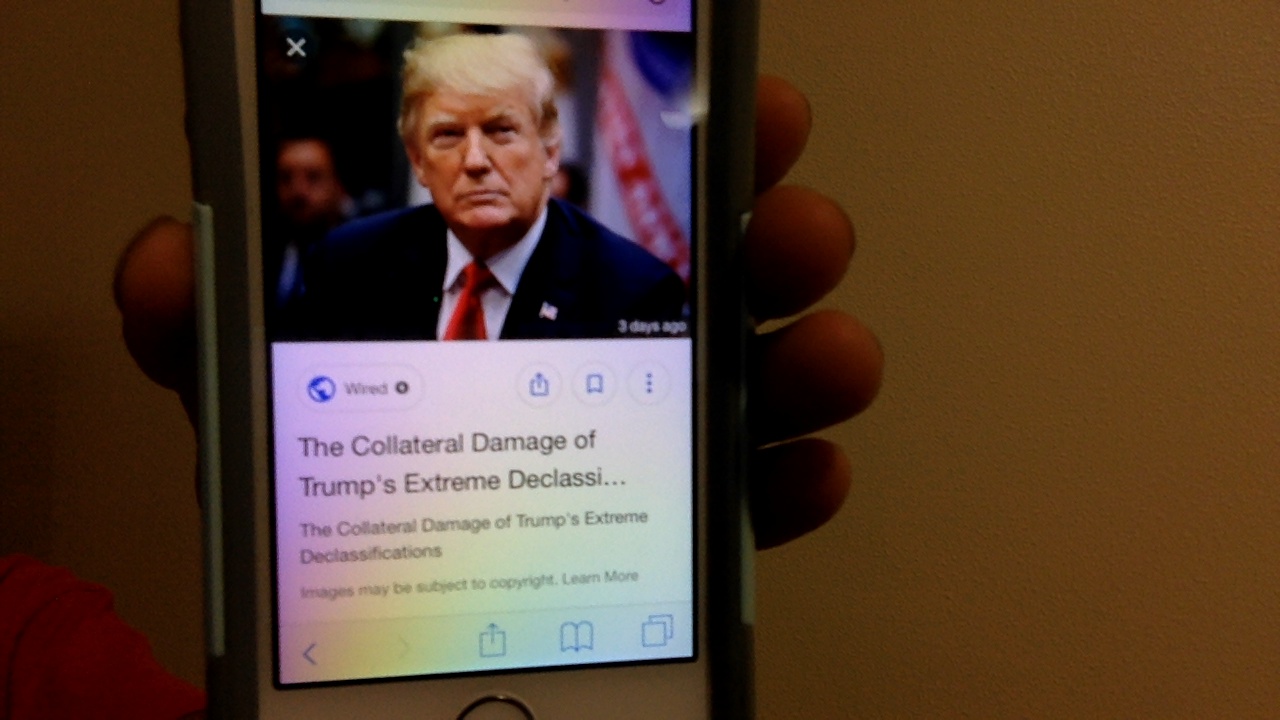 3 days ago
Wired
The Collateral Damage of
Trump's Extreme Declassi...
The Collateral Damage of Trump's Extreme
Declassifications
Images may be subject to copyright. Learn More